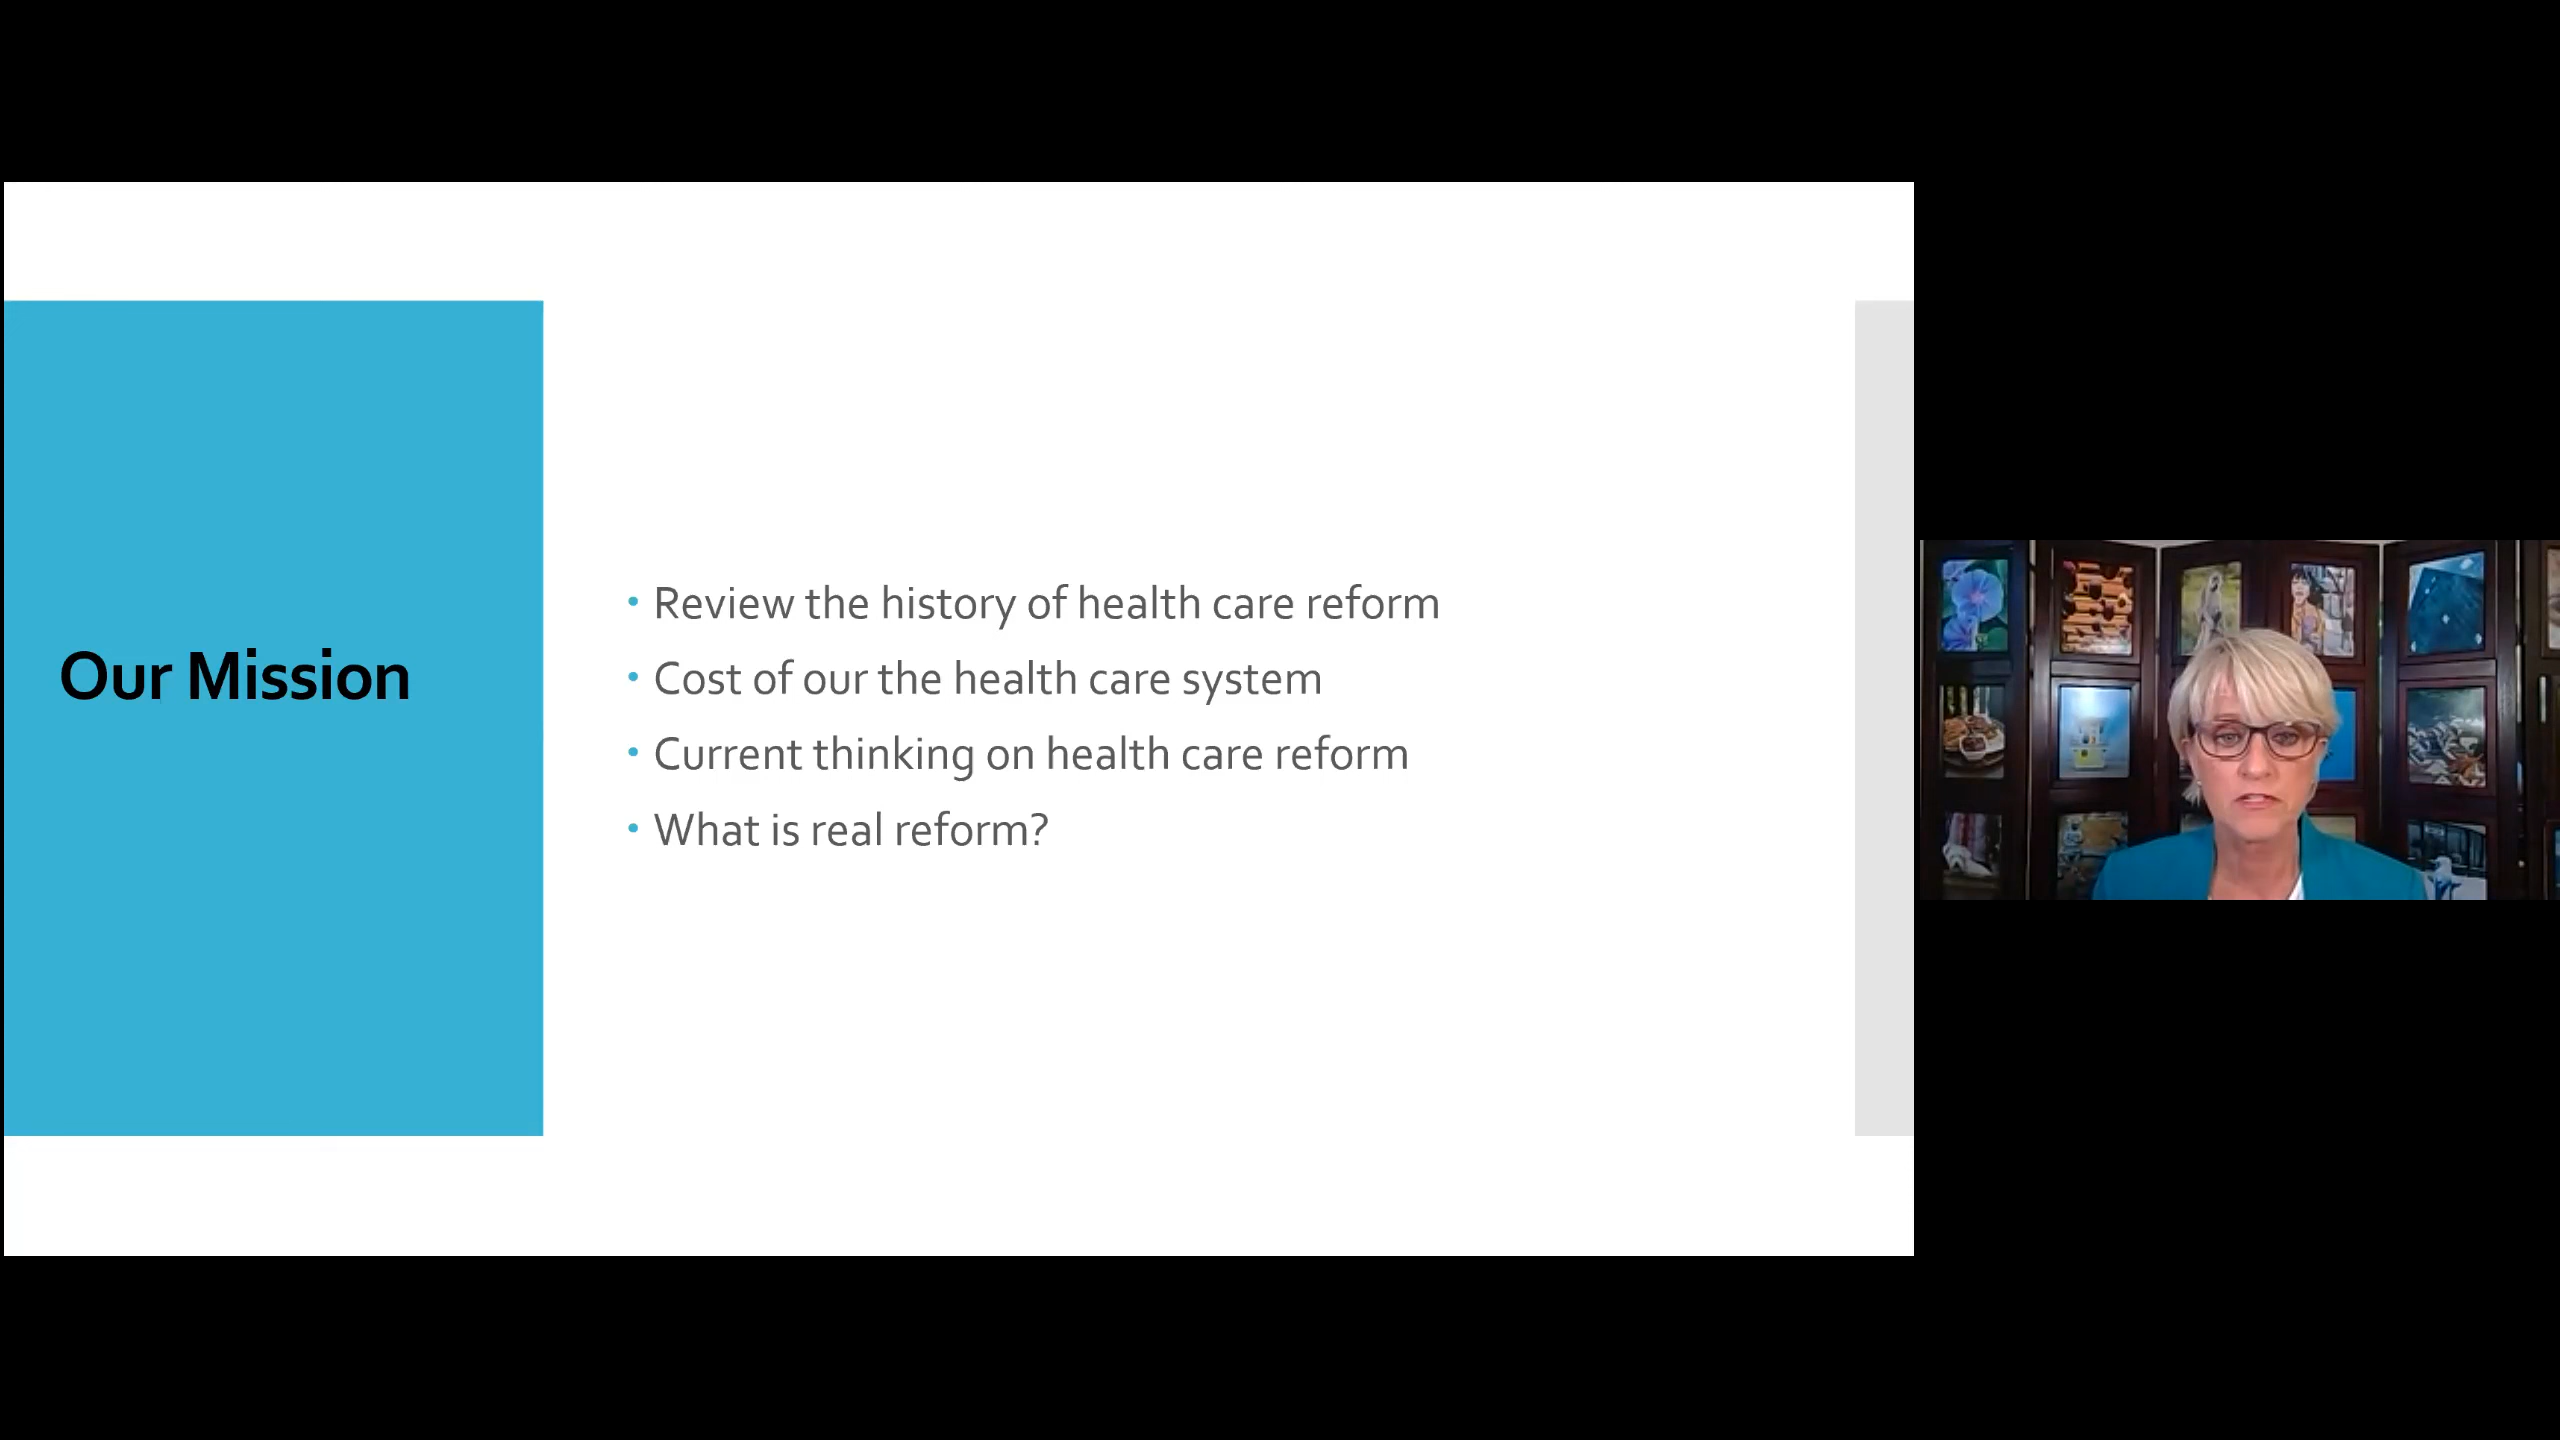 Our Mission
Review the history of health care reform
Cost of our the health care system
Current thinking on health care reform
What is real reform?